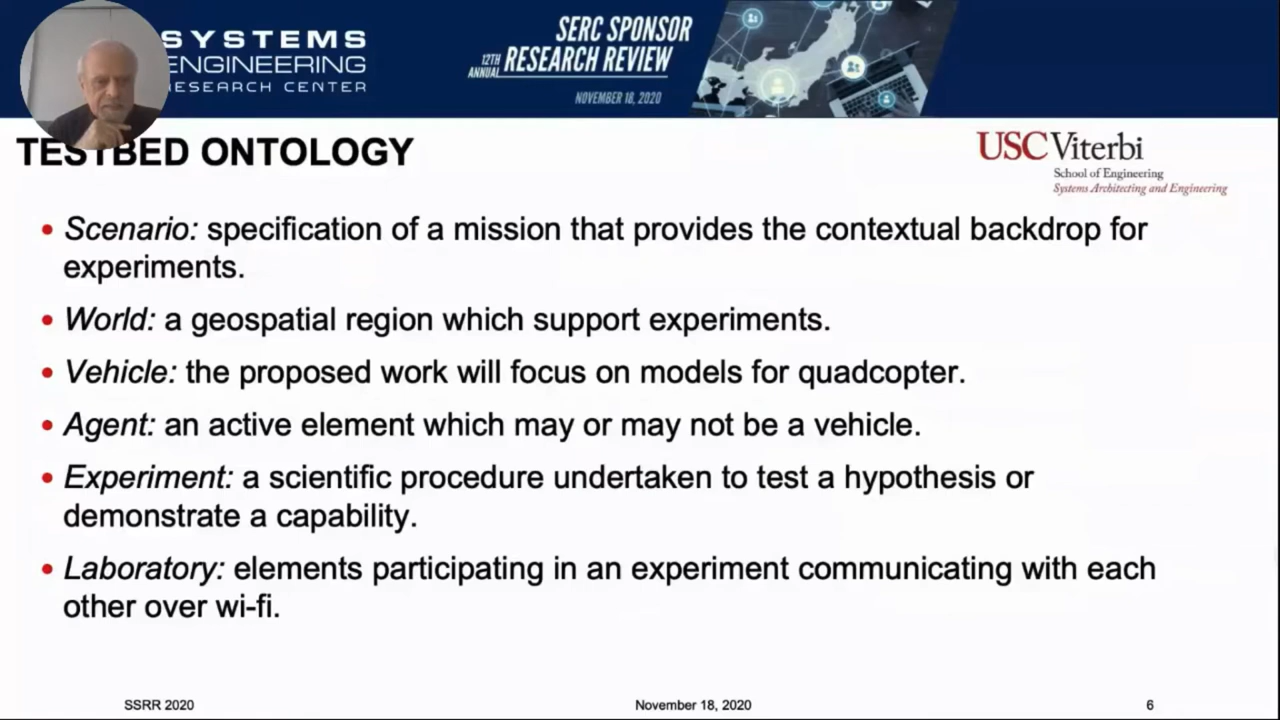 SYSTEMS
ENGINEERING
RESEARCH CENTER
SERC SPONSOR
12TH ANNUAL RESEARCH REVIEW
NOVEMBER 18, 2020
TESTBED ONTOLOGY
USC Viterbi
School of Engineering
Systems Architecting and Engineering
• Scenario: specification of a mission that provides the contextual backdrop for
experiments.
• World: a geospatial region which support experiments.
• Vehicle: the proposed work will focus on models for quadcopter.
• Agent: an active element which may or may not be a vehicle.
• Experiment: a scientific procedure undertaken to test a hypothesis or
demonstrate a capability.
• Laboratory: elements participating in an experiment communicating with each
other over wi-fi.
SSRR 2020
November 18, 2020
6